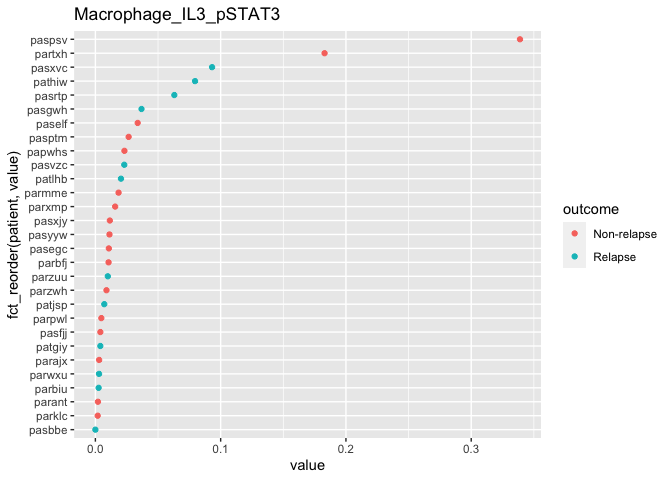 Macrophage_IL3_pSTAT3
fct_reorder(patient, value)
paspsv
partxh
pasxvc
pathiw
pasrtp
pasgwh
paself
pasptm
papwhs
pasvzc
patlhb
parmme
parxmp
pasxjy
pasyyw
pasegc
parbfj
parzuu
parzwh
patjsp
parpwl
pasfjj
patgiy
parajx
parwxu
parbiu
parant
parklc
pasbbe
0.0 0.1 0.2 0.3
value
outcome
Non-relapse
Relapse